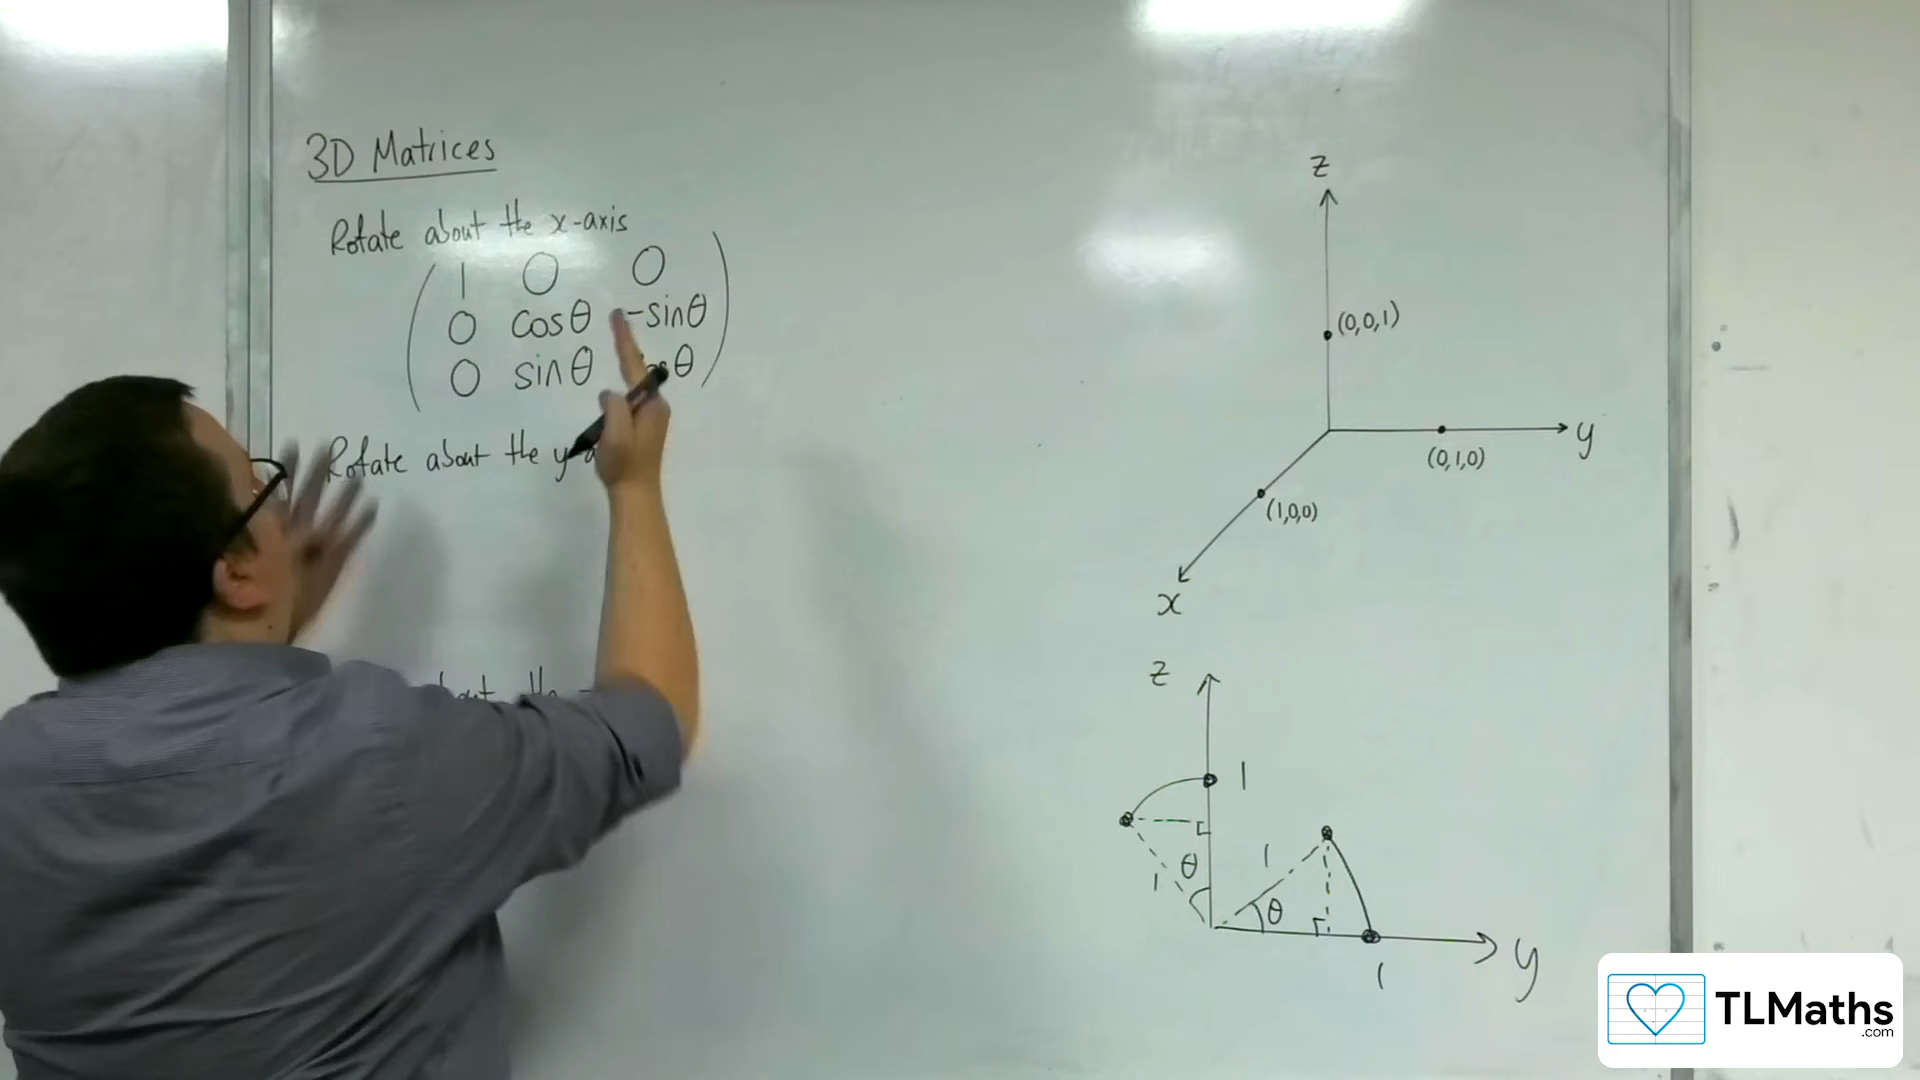 3D Matrices
Rotate about the x-axis
1 0 0
0 cosθ -sinθ
0 sinθ θ
Rotate about the y
the
z
(0,0,1)
y
(0,1,0)
(1,0,0)
x
z
1
θ
1
1
θ
1
y
TLMaths
.com